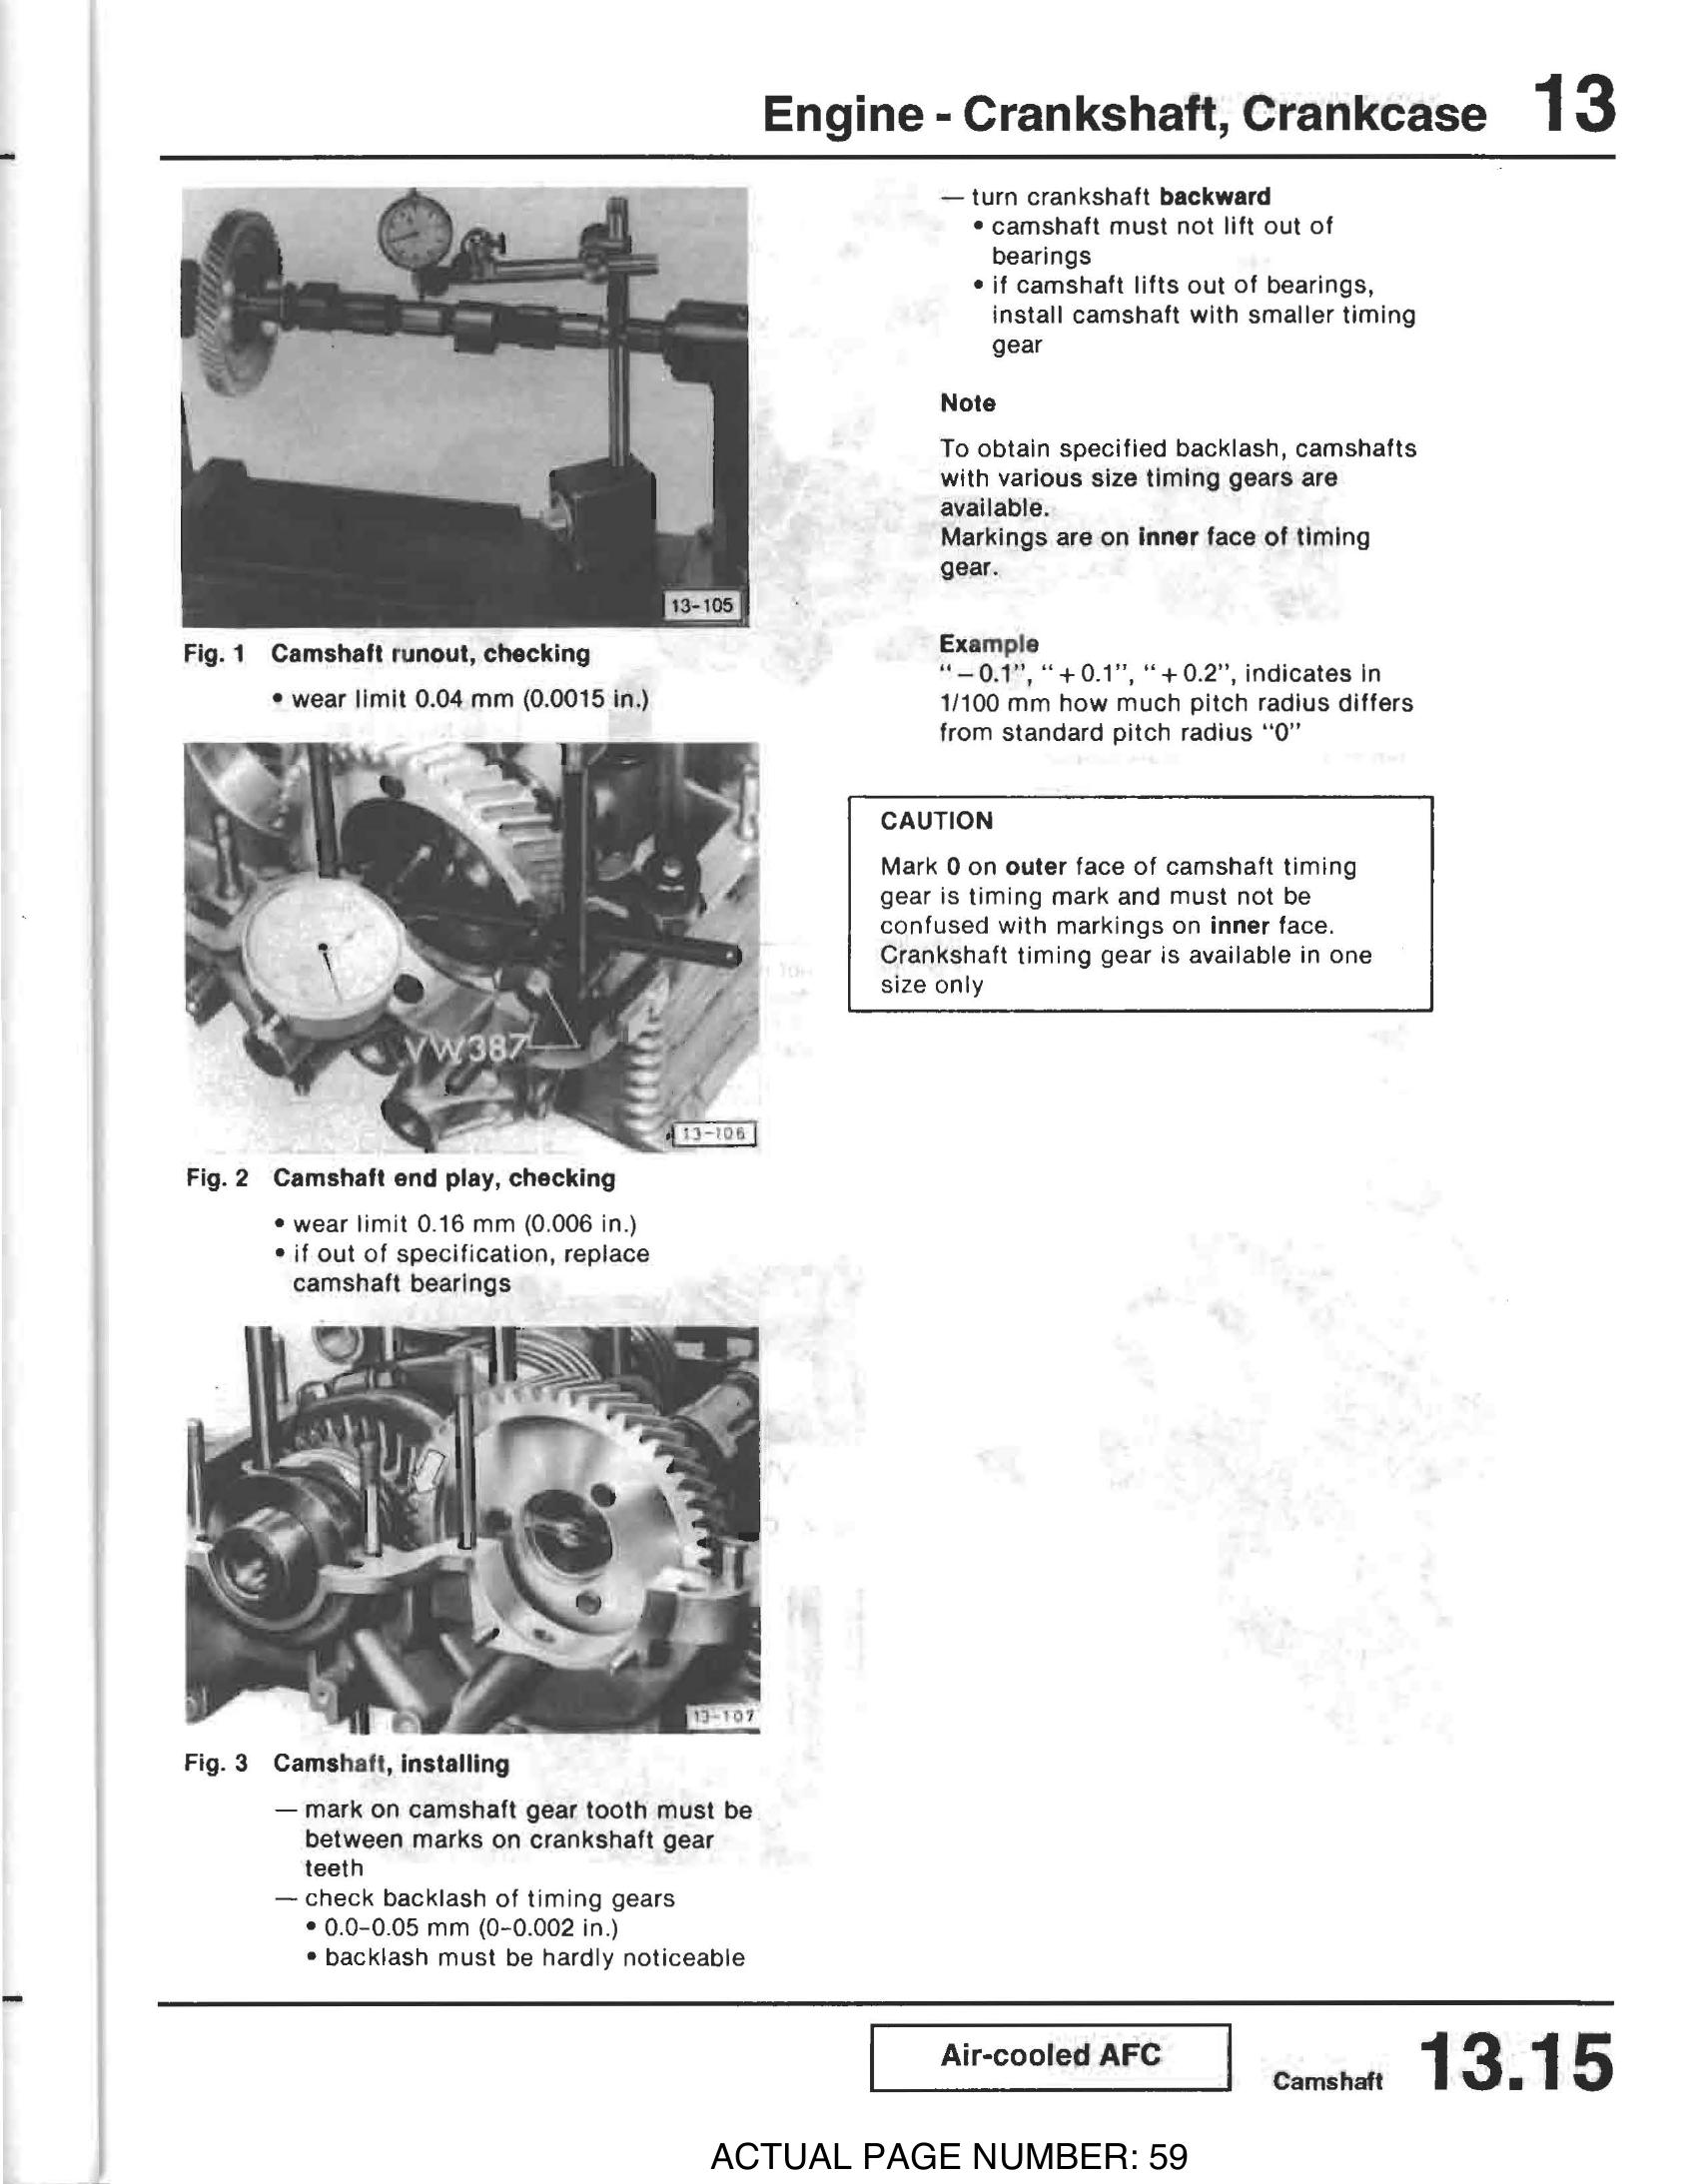 Engine - Crankshaft, Crankcase 13
13-105
Fig. 1 Camshaft runout, checking
• wear limit 0.04 mm (0.0015 in.)
VW387
13-106
Fig. 2 Camshaft end play, checking
• wear limit 0.16 mm (0.006 in.)
• if out of specification, replace
camshaft bearings
13-107
Fig. 3 Camshaft, installing
— mark on camshaft gear tooth must be
between marks on crankshaft gear
teeth
— check backlash of timing gears
• 0.0–0.05 mm (0–0.002 in.)
• backlash must be hardly noticeable
— turn crankshaft backward
• camshaft must not lift out of
bearings
• if camshaft lifts out of bearings,
install camshaft with smaller timing
gear
Note
To obtain specified backlash, camshafts
with various size timing gears are
available.
Markings are on inner face of timing
gear.
Example
“–0.1”, “+0.1”, “+0.2”, indicates in
1/100 mm how much pitch radius differs
from standard pitch radius “0”
CAUTION
Mark 0 on outer face of camshaft timing
gear is timing mark and must not be
confused with markings on inner face.
Crankshaft timing gear is available in one
size only
Air-cooled AFC
Camshaft 13.15
ACTUAL PAGE NUMBER: 59